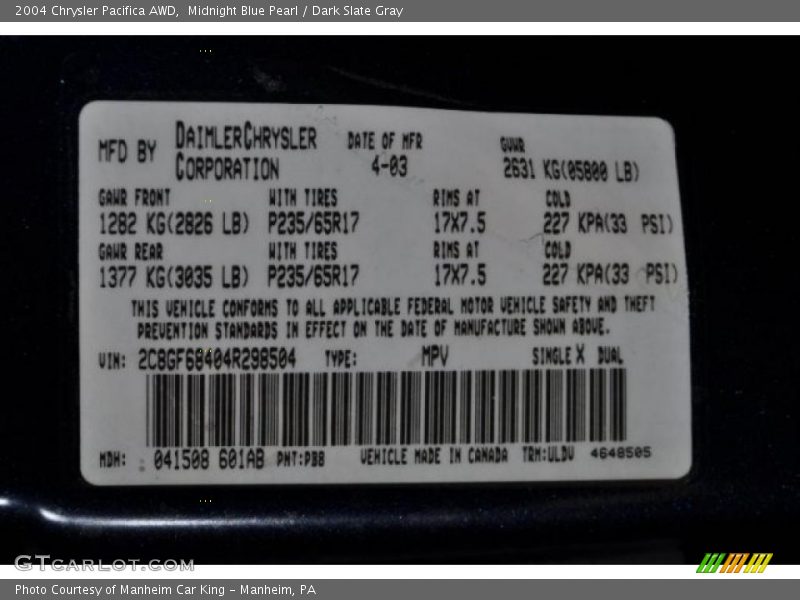 2004 Chrysler Pacifica AWD,  Midnight Blue Pearl / Dark Slate Gray
MFD BY DAIMLERCHRYSLER CORPORATION DATE OF MFR 4-03 GVWR 2631 KG(05800 LB)
GAWR FRONT WITH TIRES RIMS AT COLD
1282 KG(2826 LB) P235/65R17 17X7.5 227 KPA(33 PSI)
GAWR REAR WITH TIRES RIMS AT COLD
1377 KG(3035 LB) P235/65R17 17X7.5 227 KPA(33 PSI)
THIS VEHICLE CONFORMS TO ALL APPLICABLE FEDERAL MOTOR VEHICLE SAFETY AND THEFT
PREVENTION STANDARDS IN EFFECT ON THE DATE OF MANUFACTURE SHOWN ABOVE.
VIN: 2C8GF68404R298504 TYPE: MPV SINGLE X DUAL
MDH: 041508 601AB PNT:PBB VEHICLE MADE IN CANADA TRM:ULDV 4648505
GTCARLOT.COM
Photo Courtesy of Manheim Car King - Manheim, PA